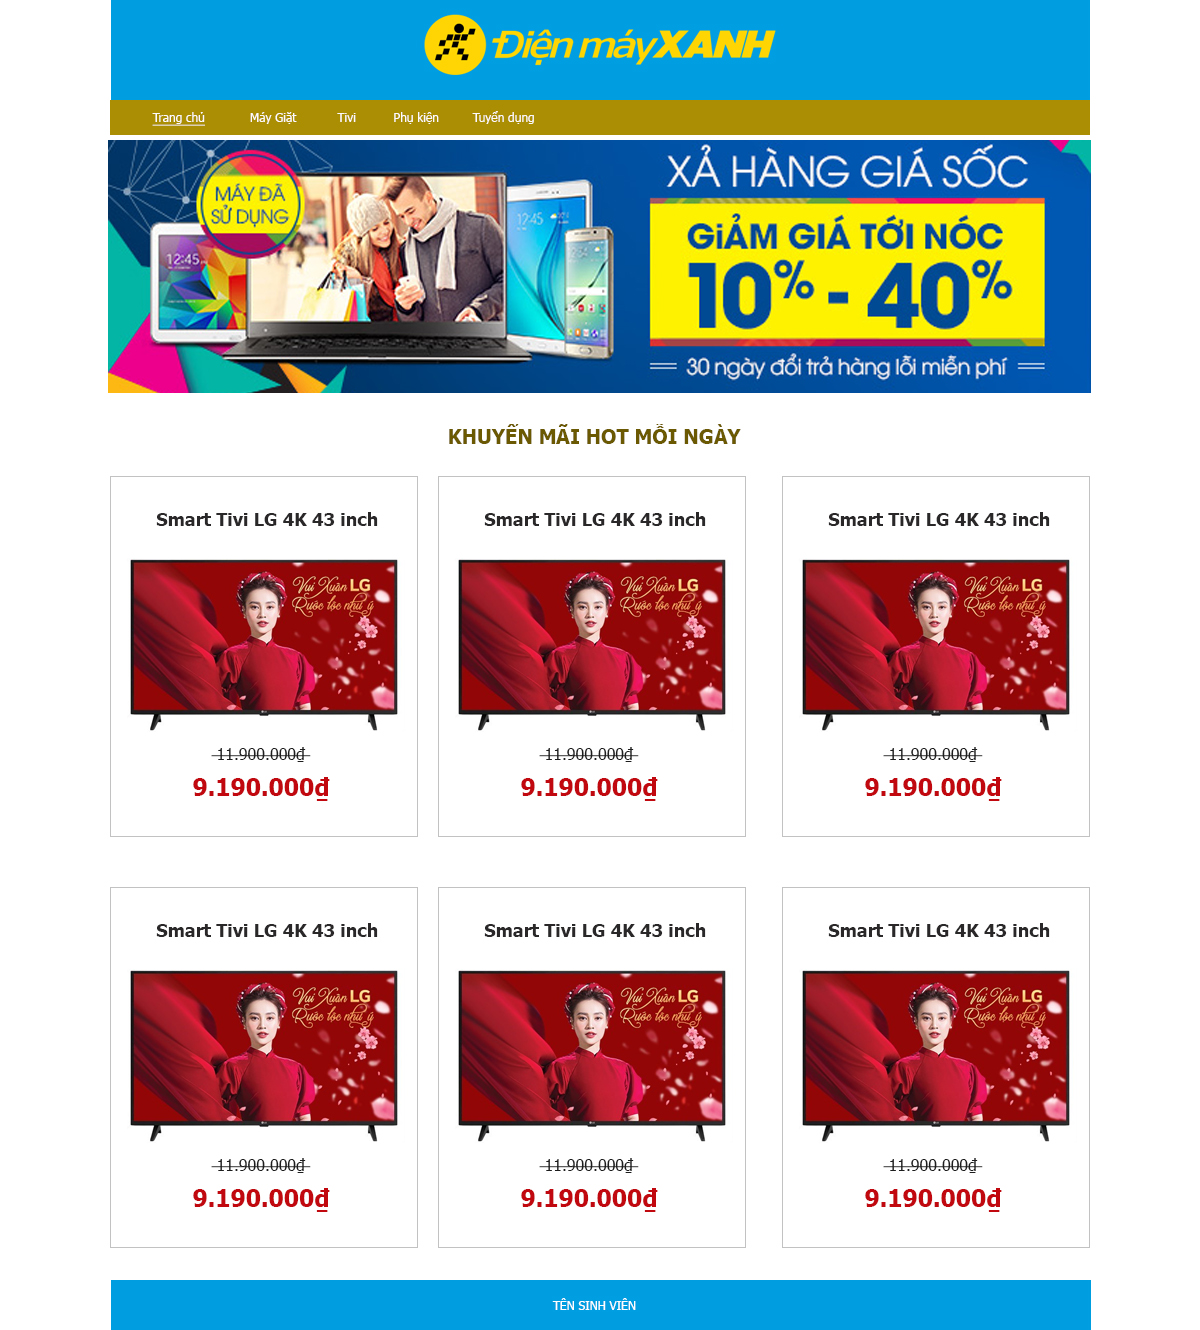 Điện máy XANH
Trang chủ Máy Giặt Tivi Phụ kiện Tuyển dụng
MÁY ĐÃ
SỬ DỤNG
12:45
12:45
XẢ HÀNG GIÁ SỐC
GiẢM GIÁ TỚI NÓC
10% - 40%
30 ngày đổi trả hàng lỗi miễn phí
KHUYẾN MÃI HOT MỖI NGÀY
Smart Tivi LG 4K 43 inch
Vui Xuân LG
Rước lộc như ý
11.900.000₫
9.190.000₫
Smart Tivi LG 4K 43 inch
Vui Xuân LG
Rước lộc như ý
11.900.000₫
9.190.000₫
Smart Tivi LG 4K 43 inch
Vui Xuân LG
Rước lộc như ý
11.900.000₫
9.190.000₫
Smart Tivi LG 4K 43 inch
Vui Xuân LG
Rước lộc như ý
11.900.000₫
9.190.000₫
Smart Tivi LG 4K 43 inch
Vui Xuân LG
Rước lộc như ý
11.900.000₫
9.190.000₫
Smart Tivi LG 4K 43 inch
Vui Xuân LG
Rước lộc như ý
11.900.000₫
9.190.000₫
TÊN SINH VIÊN